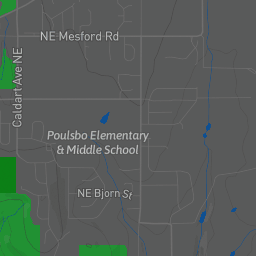 NE Mesford Rd
Caldart Ave NE
Poulsbo Elementary
& Middle School
NE Bjorn St